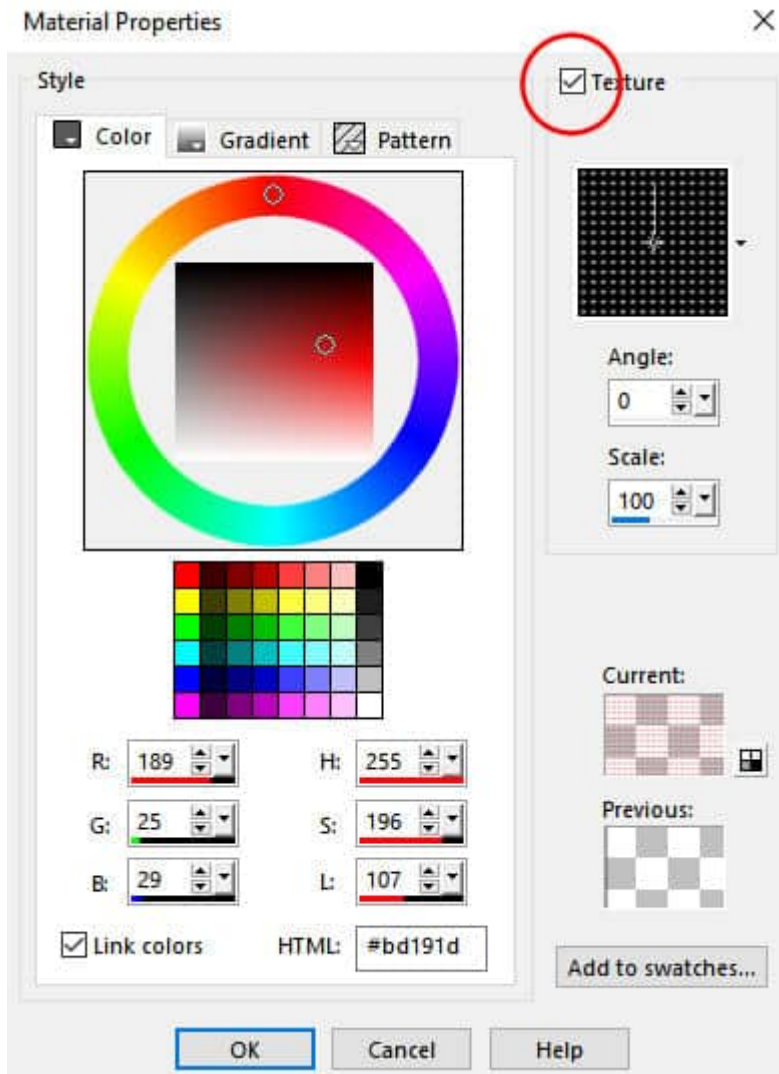 Material Properties
Style
Texture
Color Gradient Pattern
Angle:
0
Scale:
100
Current:
R: 189 H: 255
Previous:
G: 25 S: 196
B: 29 L: 107
Link colors HTML: #bd191d
Add to swatches...
OK Cancel Help